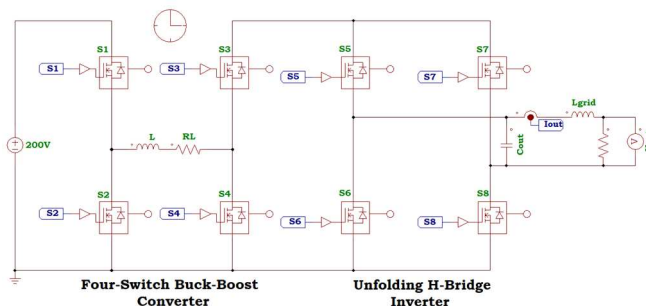 S1
S3
S5
S7
S1
S3
S5
S7
Lgrid
Iout
Cout
L
RL
200V
V
S2
S4
S6
S8
S2
S4
S6
S8
Four-Switch Buck-Boost
Converter
Unfolding H-Bridge
Inverter